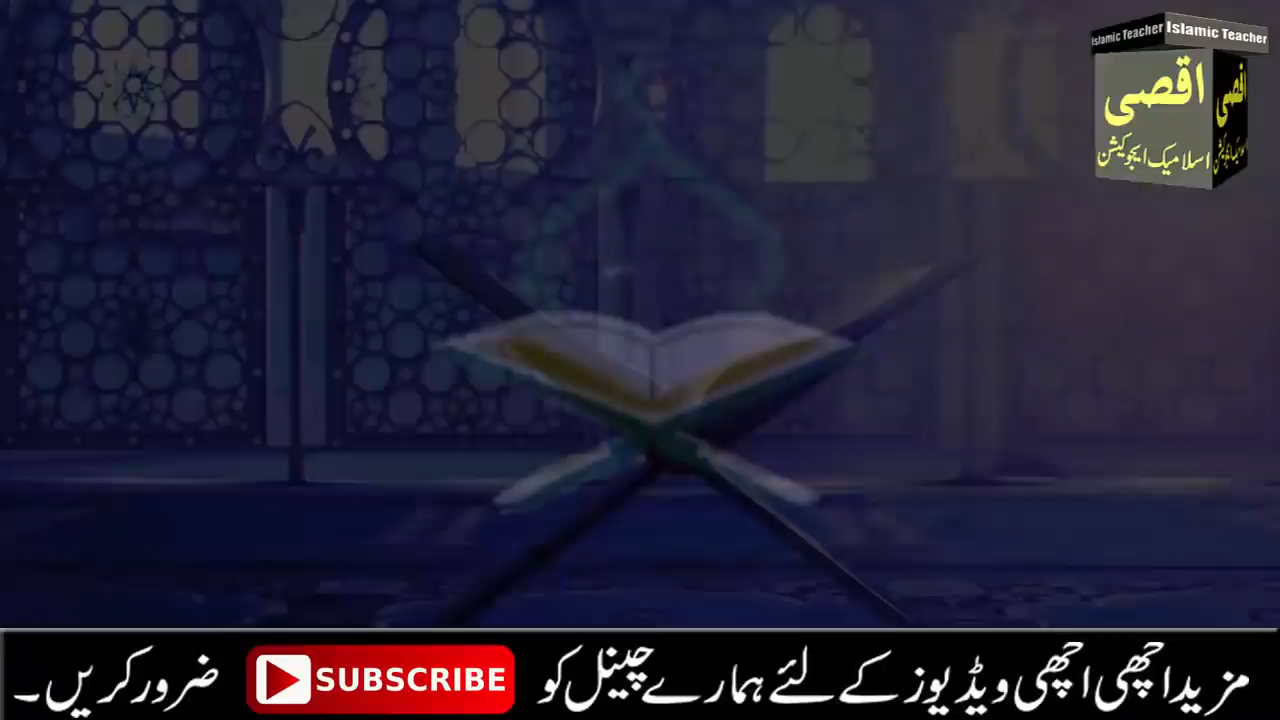 Islamic Teacher Islamic Teacher
اقصی اقصی
اسلامیک ایجوکیشن
مزید اچھی اچھی ویڈیوز کے لئے ہمارے چینل کو SUBSCRIBE ضرور کریں۔